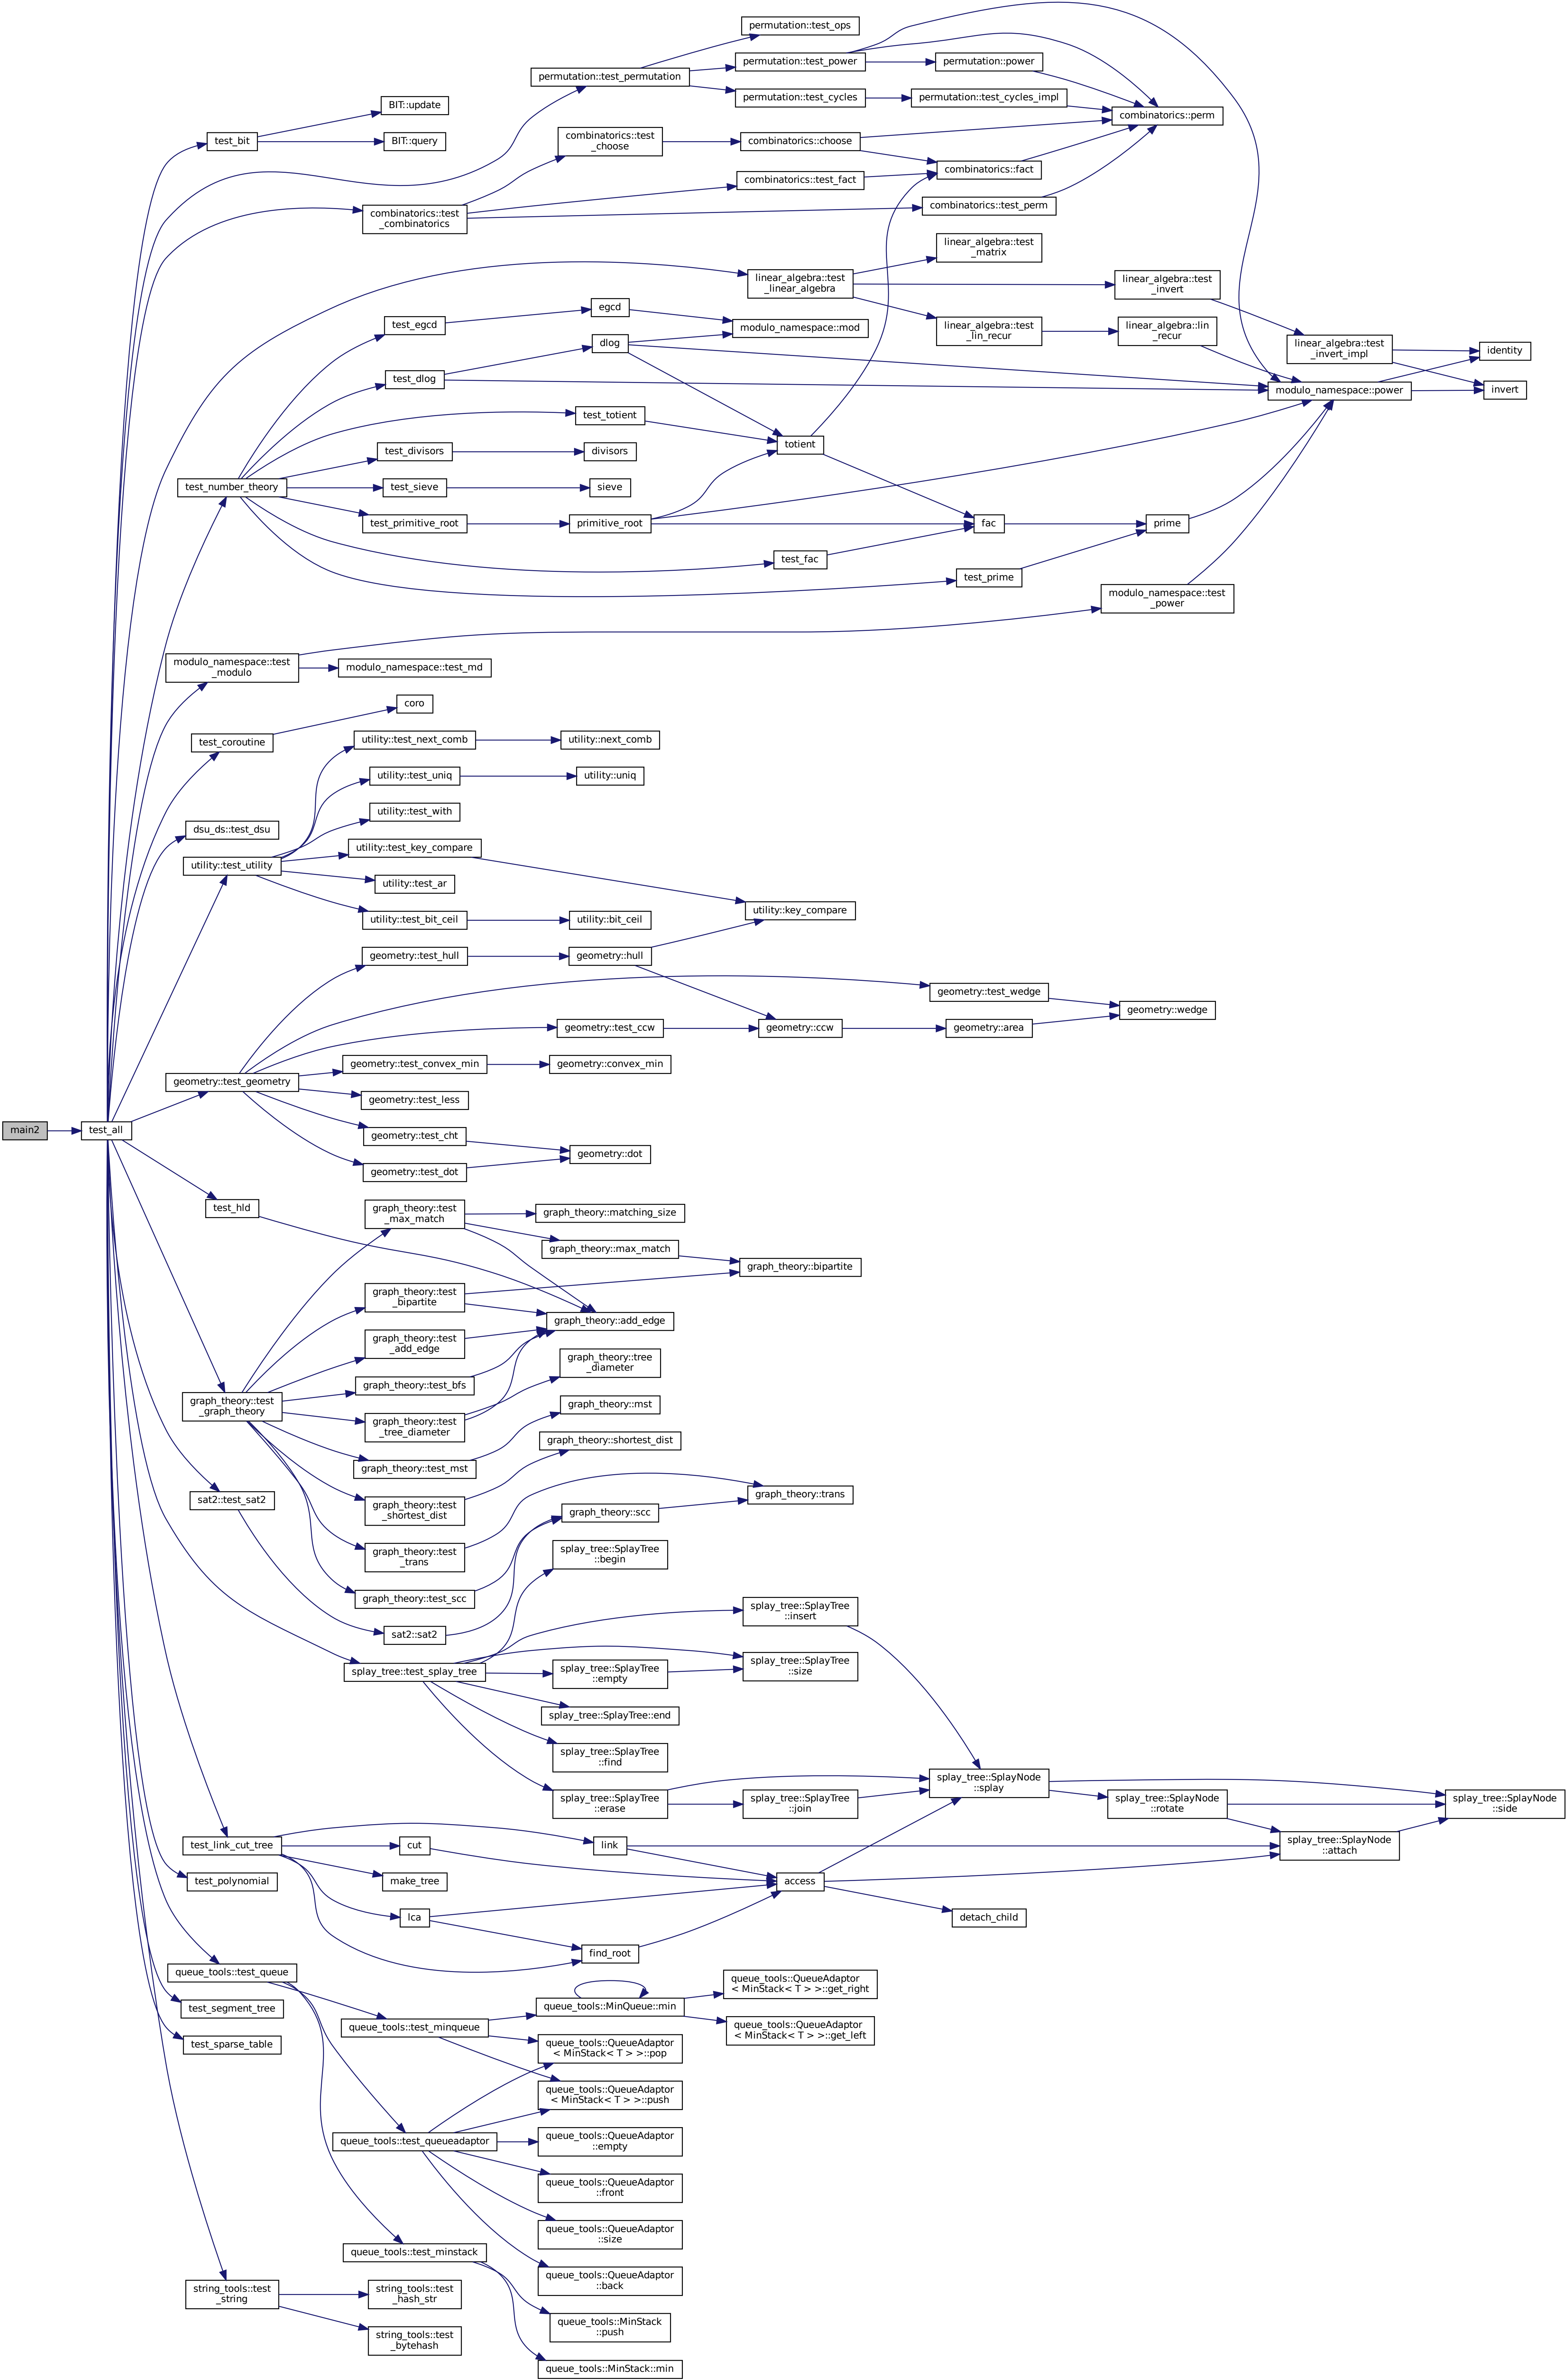 permutation::test_ops
permutation::test_power
permutation::power
permutation::test_permutation
permutation::test_cycles
permutation::test_cycles_impl
BIT::update
combinatorics::perm
test_bit
BIT::query
combinatorics::test
_choose
combinatorics::choose
combinatorics::fact
combinatorics::test_fact
combinatorics::test_perm
combinatorics::test
_combinatorics
linear_algebra::test
_matrix
linear_algebra::test
_linear_algebra
linear_algebra::test
_invert
egcd
test_egcd
modulo_namespace::mod
linear_algebra::test
_lin_recur
linear_algebra::lin
_recur
dlog
linear_algebra::test
_invert_impl
identity
test_dlog
modulo_namespace::power
invert
test_totient
totient
test_divisors
divisors
test_number_theory
test_sieve
sieve
test_primitive_root
primitive_root
fac
prime
test_fac
test_prime
modulo_namespace::test
_power
modulo_namespace::test
_modulo
modulo_namespace::test_md
coro
test_coroutine
utility::test_next_comb
utility::next_comb
utility::test_uniq
utility::uniq
utility::test_with
dsu_ds::test_dsu
utility::test_key_compare
utility::test_utility
utility::test_ar
utility::key_compare
utility::test_bit_ceil
utility::bit_ceil
geometry::test_hull
geometry::hull
geometry::test_wedge
geometry::wedge
geometry::test_ccw
geometry::ccw
geometry::area
geometry::test_convex_min
geometry::convex_min
geometry::test_geometry
geometry::test_less
main2
test_all
geometry::test_cht
geometry::dot
geometry::test_dot
test_hld
graph_theory::test
_max_match
graph_theory::matching_size
graph_theory::max_match
graph_theory::bipartite
graph_theory::test
_bipartite
graph_theory::add_edge
graph_theory::test
_add_edge
graph_theory::tree
_diameter
graph_theory::test_bfs
graph_theory::test
_graph_theory
graph_theory::mst
graph_theory::test
_tree_diameter
graph_theory::shortest_dist
graph_theory::test_mst
graph_theory::trans
sat2::test_sat2
graph_theory::test
_shortest_dist
graph_theory::scc
graph_theory::test
_trans
splay_tree::SplayTree
::begin
graph_theory::test_scc
splay_tree::SplayTree
::insert
sat2::sat2
splay_tree::test_splay_tree
splay_tree::SplayTree
::empty
splay_tree::SplayTree
::size
splay_tree::SplayTree::end
splay_tree::SplayTree
::find
splay_tree::SplayNode
::splay
splay_tree::SplayTree
::erase
splay_tree::SplayTree
::join
splay_tree::SplayNode
::rotate
splay_tree::SplayNode
::side
test_link_cut_tree
cut
link
splay_tree::SplayNode
::attach
test_polynomial
make_tree
access
lca
detach_child
find_root
queue_tools::test_queue
queue_tools::QueueAdaptor
< MinStack< T > >::get_right
test_segment_tree
queue_tools::MinQueue::min
queue_tools::test_minqueue
queue_tools::QueueAdaptor
< MinStack< T > >::get_left
test_sparse_table
queue_tools::QueueAdaptor
< MinStack< T > >::pop
queue_tools::QueueAdaptor
< MinStack< T > >::push
queue_tools::test_queueadaptor
queue_tools::QueueAdaptor
::empty
queue_tools::QueueAdaptor
::front
queue_tools::QueueAdaptor
::size
queue_tools::test_minstack
queue_tools::QueueAdaptor
::back
string_tools::test
_string
string_tools::test
_hash_str
queue_tools::MinStack
::push
string_tools::test
_bytehash
queue_tools::MinStack::min